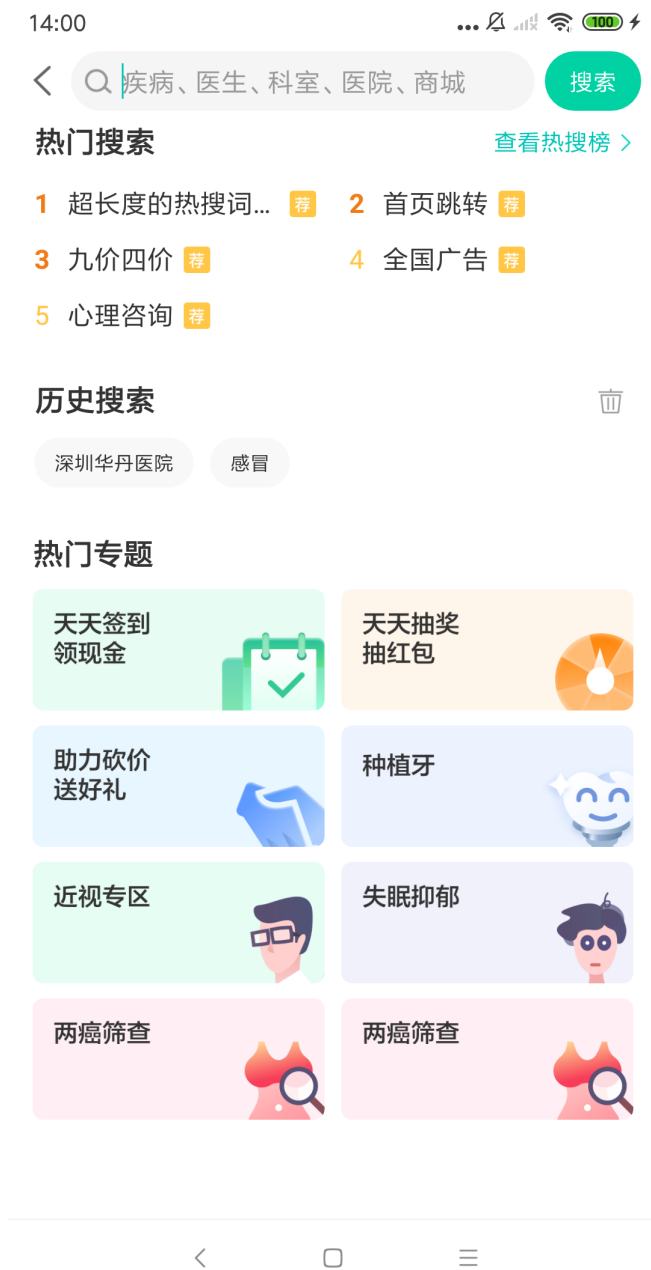 14:00
100
疾病、医生、科室、医院、商城
搜索
热门搜索
查看热搜榜
1 超长度的热搜词... 荐
2 首页跳转 荐
3 九价四价 荐
4 全国广告 荐
5 心理咨询 荐
历史搜索
深圳华丹医院
感冒
热门专题
天天签到
领现金
天天抽奖
抽红包
助力砍价
送好礼
种植牙
近视专区
失眠抑郁
两癌筛查
两癌筛查